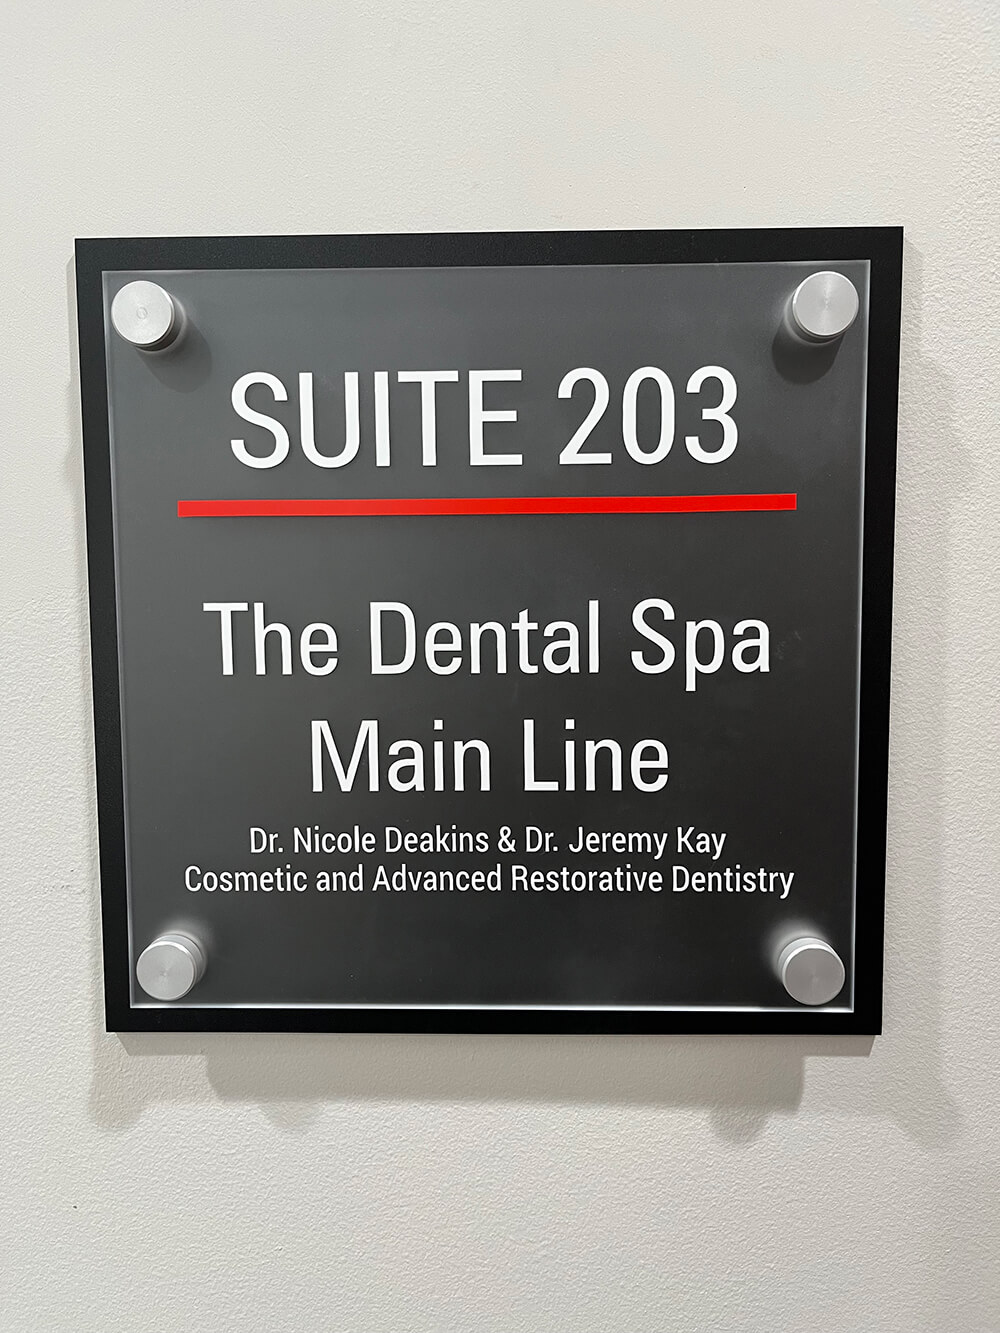 SUITE 203
The Dental Spa
Main Line
Dr. Nicole Deakins & Dr. Jeremy Kay
Cosmetic and Advanced Restorative Dentistry